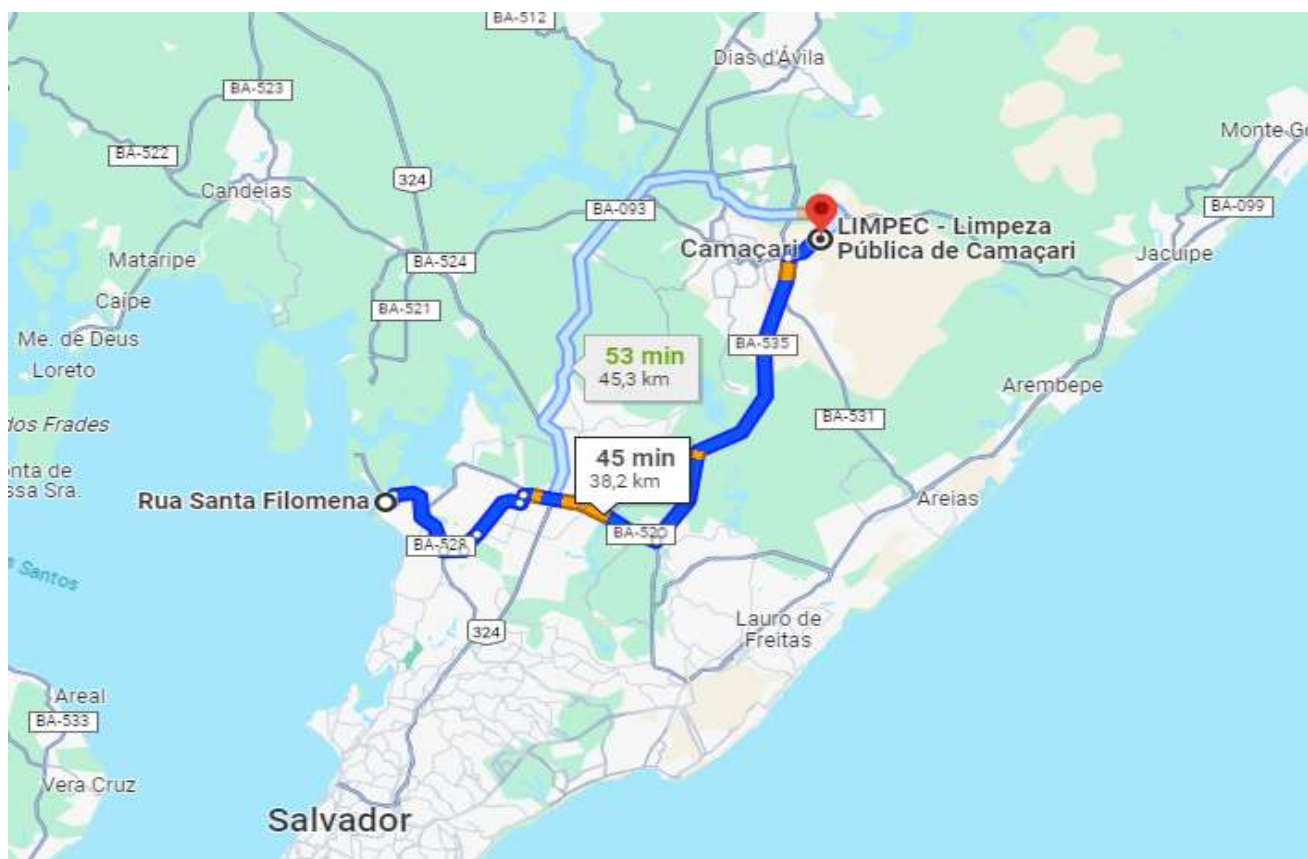 BA-512
Dias d'Ávila
BA-523
Monte Go
BA-522
324
Candeias
BA-093
BA-099
LIMPEC - Limpeza
Pública de Camaçari
Camaçari
Mataripe
BA-524
Jacuipe
Caípe
BA-521
Me. de Deus
Loreto
BA-535
53 min
45,3 km
Arembepe
dos Frades
BA-531
45 min
38,2 km
onta de
ssa Sra.
Rua Santa Filomena
Areias
BA-528
BA-520
s Santos
324
Lauro de
Freitas
Areal
BA-533
Vera Cruz
Salvador